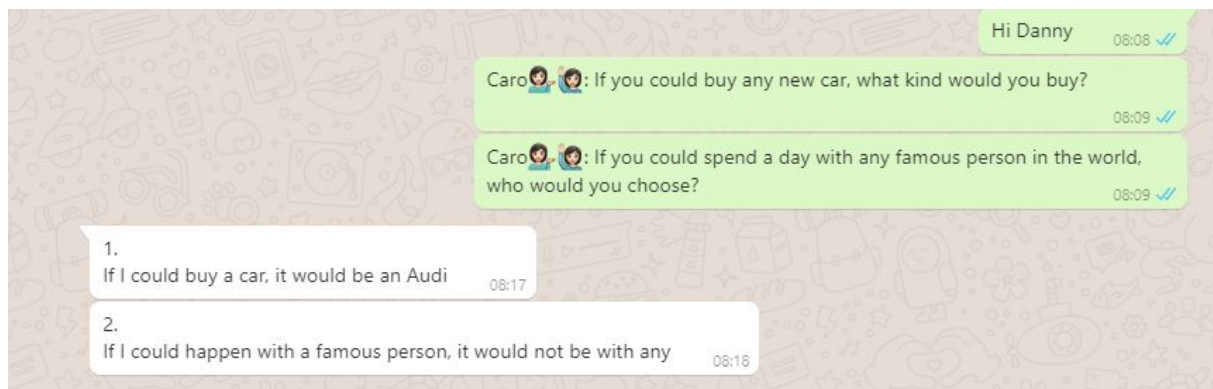 Hi Danny
08:08
Caro💁🏻‍♀️🙋🏻‍♀️: If you could buy any new car, what kind would you buy?
08:09
Caro💁🏻‍♀️🙋🏻‍♀️: If you could spend a day with any famous person in the world,
who would you choose?
08:09
1.
If I could buy a car, it would be an Audi
08:17
2.
If I could happen with a famous person, it would not be with any
08:18